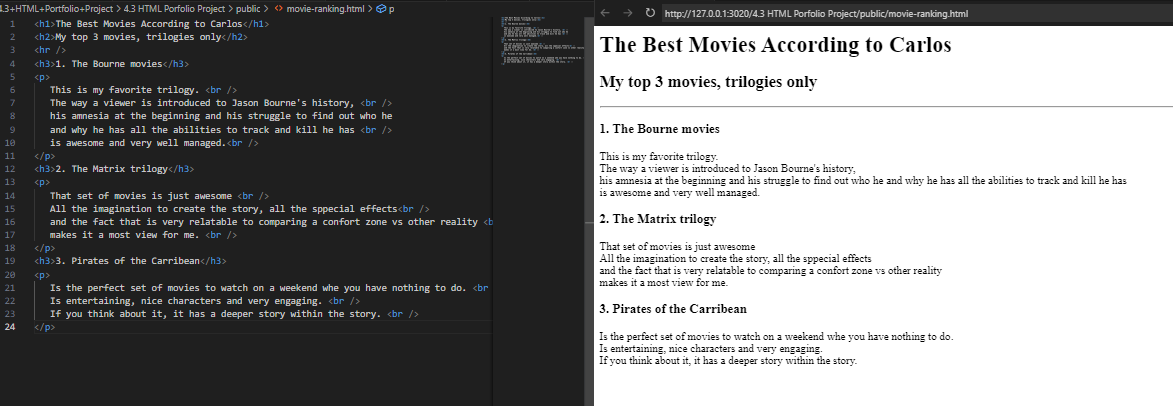 4.3+HTML+Portfolio+Project > 4.3 HTML Porfolio Project > public > <> movie-ranking.html > p
1 <h1>The Best Movies According to Carlos</h1>
2 <h2>My top 3 movies, trilogies only</h2>
3 <hr />
4 <h3>1. The Bourne movies</h3>
5 <p>
6 This is my favorite trilogy. <br />
7 The way a viewer is introduced to Jason Bourne's history, <br />
8 his amnesia at the beginning and his struggle to find out who he
9 and why he has all the abilities to track and kill he has <br />
10 is awesome and very well managed.<br />
11 </p>
12 <h3>2. The Matrix trilogy</h3>
13 <p>
14 That set of movies is just awesome <br />
15 All the imagination to create the story, all the sppecial effects<br />
16 and the fact that is very relatable to comparing a confort zone vs other reality <b
17 makes it a most view for me. <br />
18 </p>
19 <h3>3. Pirates of the Carribean</h3>
20 <p>
21 Is the perfect set of movies to watch on a weekend whe you have nothing to do. <br
22 Is entertaining, nice characters and very engaging. <br />
23 If you think about it, it has a deeper story within the story. <br />
24 </p>
http://127.0.0.1:3020/4.3 HTML Porfolio Project/public/movie-ranking.html
The Best Movies According to Carlos
My top 3 movies, trilogies only
1. The Bourne movies
This is my favorite trilogy.
The way a viewer is introduced to Jason Bourne's history,
his amnesia at the beginning and his struggle to find out who he and why he has all the abilities to track and kill he has
is awesome and very well managed.
2. The Matrix trilogy
That set of movies is just awesome
All the imagination to create the story, all the sppecial effects
and the fact that is very relatable to comparing a confort zone vs other reality
makes it a most view for me.
3. Pirates of the Carribean
Is the perfect set of movies to watch on a weekend whe you have nothing to do.
Is entertaining, nice characters and very engaging.
If you think about it, it has a deeper story within the story.